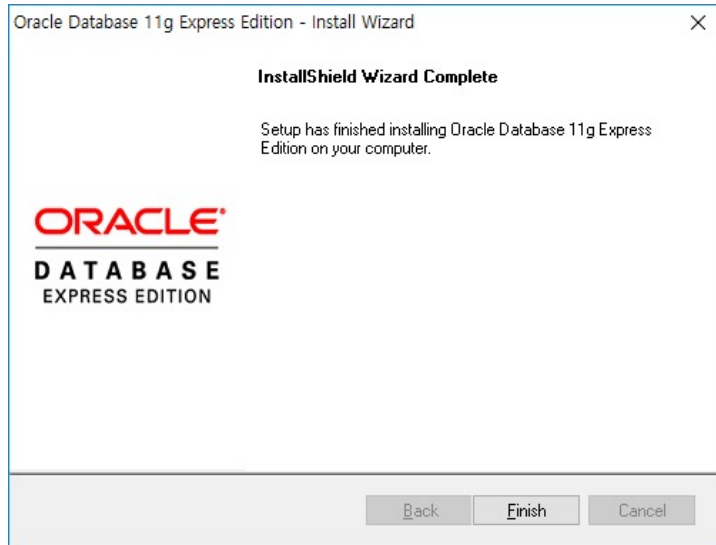 Oracle Database 11g Express Edition - Install Wizard
InstallShield Wizard Complete
Setup has finished installing Oracle Database 11g Express
Edition on your computer.
ORACLE®
DATABASE
EXPRESS EDITION
Back
Finish
Cancel